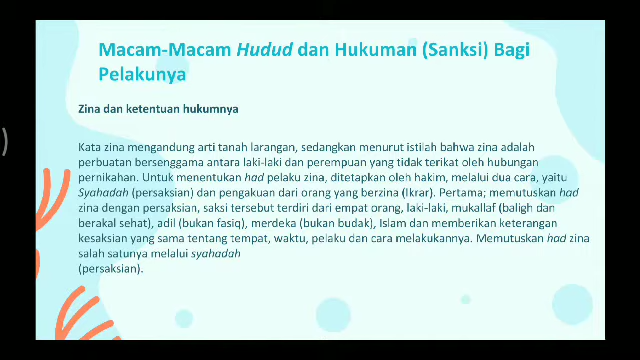 Macam-Macam Hudud dan Hukuman (Sanksi) Bagi
Pelakunya
Zina dan ketentuan hukumnya
Kata zina mengandung arti tanah larangan, sedangkan menurut istilah bahwa zina adalah
perbuatan bersenggama antara laki-laki dan perempuan yang tidak terikat oleh hubungan
pernikahan. Untuk menentukan had pelaku zina, ditetapkan oleh hakim, melalui dua cara, yaitu
Syahadah (persaksian) dan pengakuan dari orang yang berzina (Ikrar). Pertama; memutuskan had
zina dengan persaksian, saksi tersebut terdiri dari empat orang, laki-laki, mukallaf (baligh dan
berakal sehat), adil (bukan fasiq), merdeka (bukan budak), Islam dan memberikan keterangan
kesaksian yang sama tentang tempat, waktu, pelaku dan cara melakukannya. Memutuskan had zina
salah satunya melalui syahadah
(persaksian).